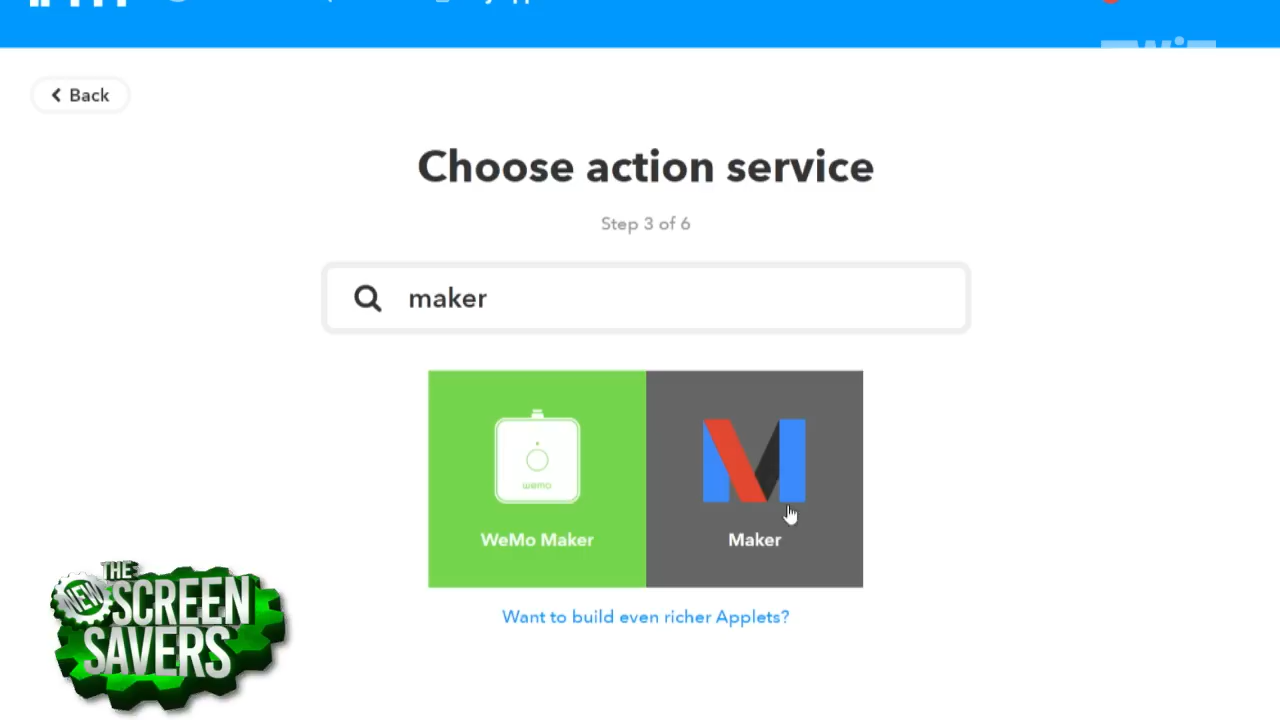 Back
Choose action service
Step 3 of 6
maker
wemo
WeMo Maker
Maker
Want to build even richer Applets?
THE
NEW
SCREEN
SAVERS